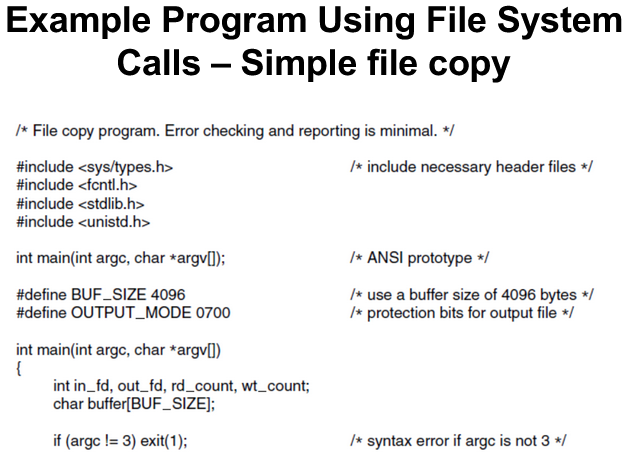 Example Program Using File System
Calls – Simple file copy
/* File copy program. Error checking and reporting is minimal. */
#include <sys/types.h> /* include necessary header files */
#include <fcntl.h>
#include <stdlib.h>
#include <unistd.h>
int main(int argc, char *argv[]); /* ANSI prototype */
#define BUF_SIZE 4096 /* use a buffer size of 4096 bytes */
#define OUTPUT_MODE 0700 /* protection bits for output file */
int main(int argc, char *argv[])
{
int in_fd, out_fd, rd_count, wt_count;
char buffer[BUF_SIZE];
if (argc != 3) exit(1); /* syntax error if argc is not 3 */